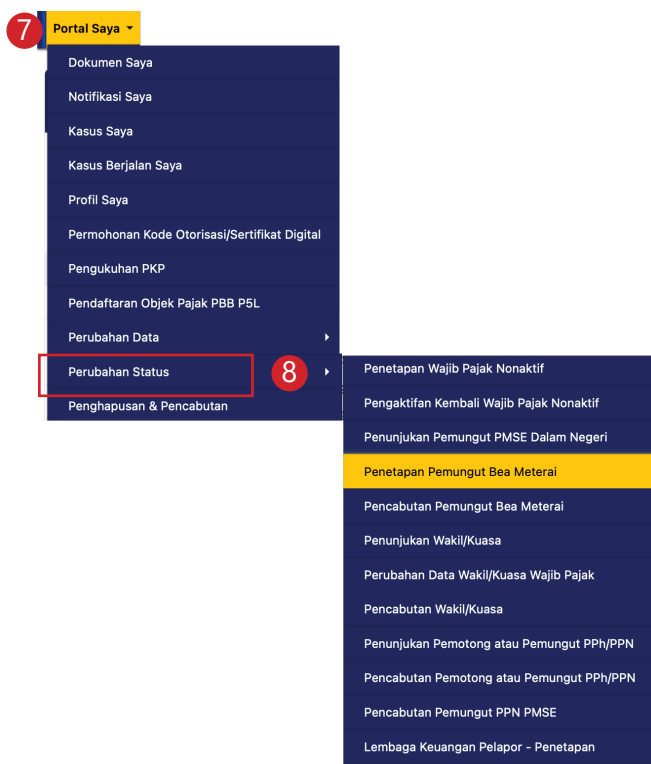 7
Portal Saya
Dokumen Saya
Notifikasi Saya
Kasus Saya
Kasus Berjalan Saya
Profil Saya
Permohonan Kode Otorisasi/Sertifikat Digital
Pengukuhan PKP
Pendaftaran Objek Pajak PBB P5L
Perubahan Data
Perubahan Status
8
Penghapusan & Pencabutan
Penetapan Wajib Pajak Nonaktif
Pengaktifan Kembali Wajib Pajak Nonaktif
Penunjukan Pemungut PMSE Dalam Negeri
Penetapan Pemungut Bea Meterai
Pencabutan Pemungut Bea Meterai
Penunjukan Wakil/Kuasa
Perubahan Data Wakil/Kuasa Wajib Pajak
Pencabutan Wakil/Kuasa
Penunjukan Pemotong atau Pemungut PPh/PPN
Pencabutan Pemotong atau Pemungut PPh/PPN
Pencabutan Pemungut PPN PMSE
Lembaga Keuangan Pelapor - Penetapan